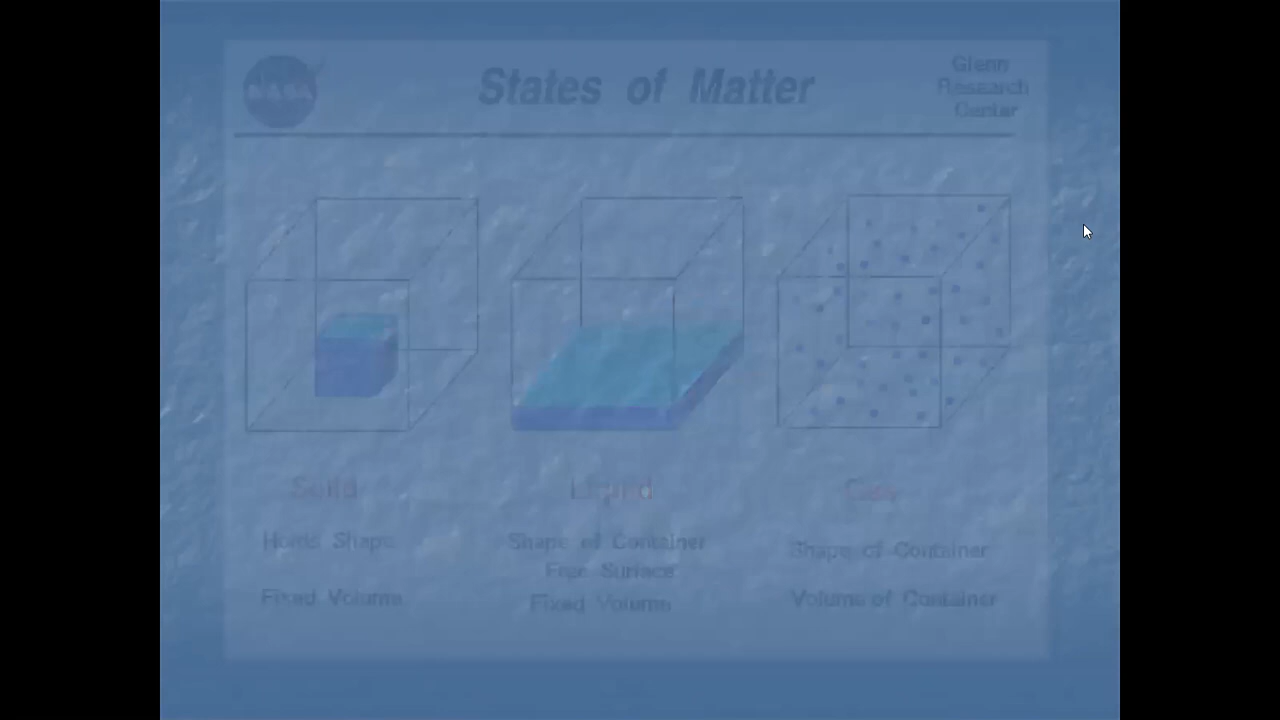 NASA
States of Matter
Glenn
Research
Center
Solid
Liquid
Gas
Holds Shape
Shape of Container
Free Surface
Shape of Container
Fixed Volume
Fixed Volume
Volume of Container